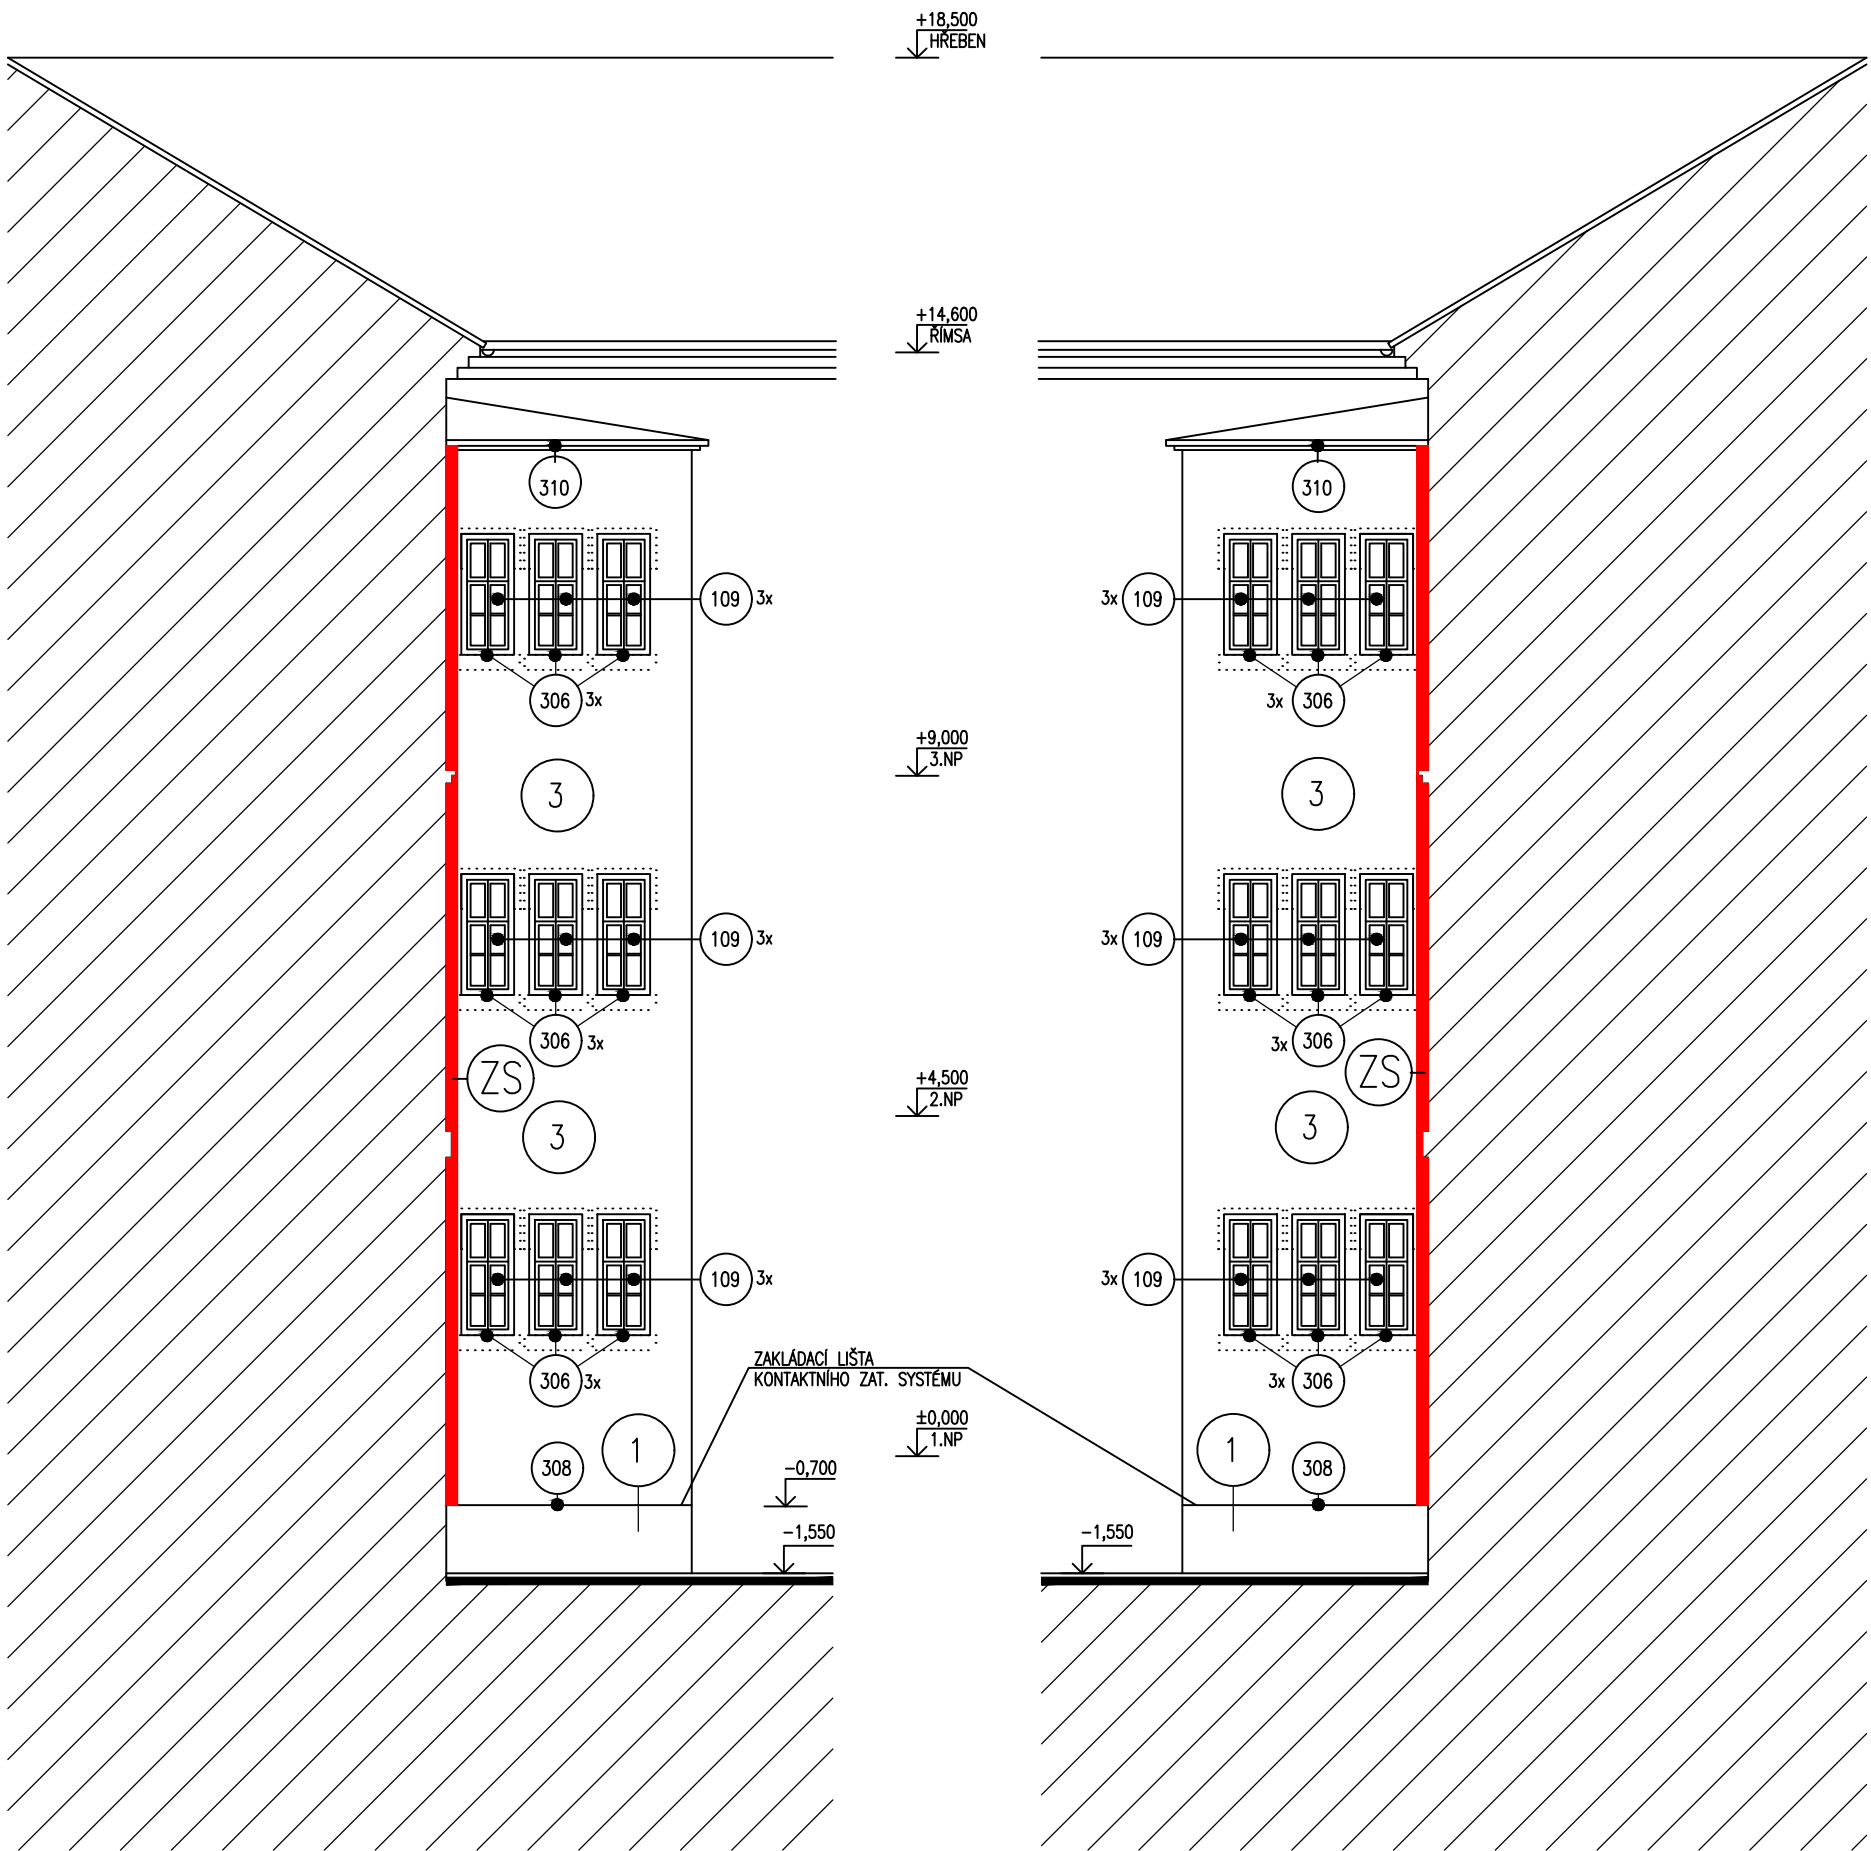 +18,500
HŘEBEN
+14,600
ŘÍMSA
310
310
109 3x
3x 109
306 3x
3x 306
+9,000
3.NP
3
3
109 3x
3x 109
306 3x
3x 306
ZS
ZS
+4,500
2.NP
3
3
109 3x
3x 109
306 3x
3x 306
ZAKLÁDACÍ LIŠTA
KONTAKTNÍHO ZAT. SYSTÉMU
±0,000
1.NP
1
1
308
308
-0,700
-1,550
-1,550